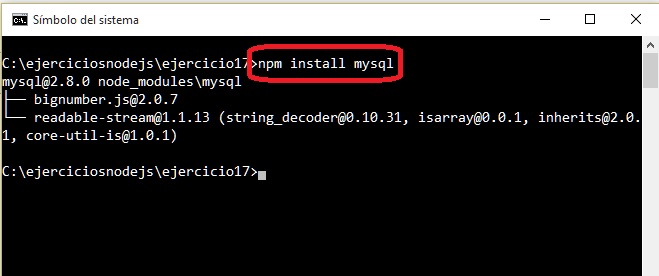 Símbolo del sistema
C:\ejerciciosnodejs\ejercicio17>npm install mysql
mysql@2.8.0 node_modules\mysql
├── bignumber.js@2.0.7
└── readable-stream@1.1.13 (string_decoder@0.10.31, isarray@0.0.1, inherits@2.0.
1, core-util-is@1.0.1)
C:\ejerciciosnodejs\ejercicio17>